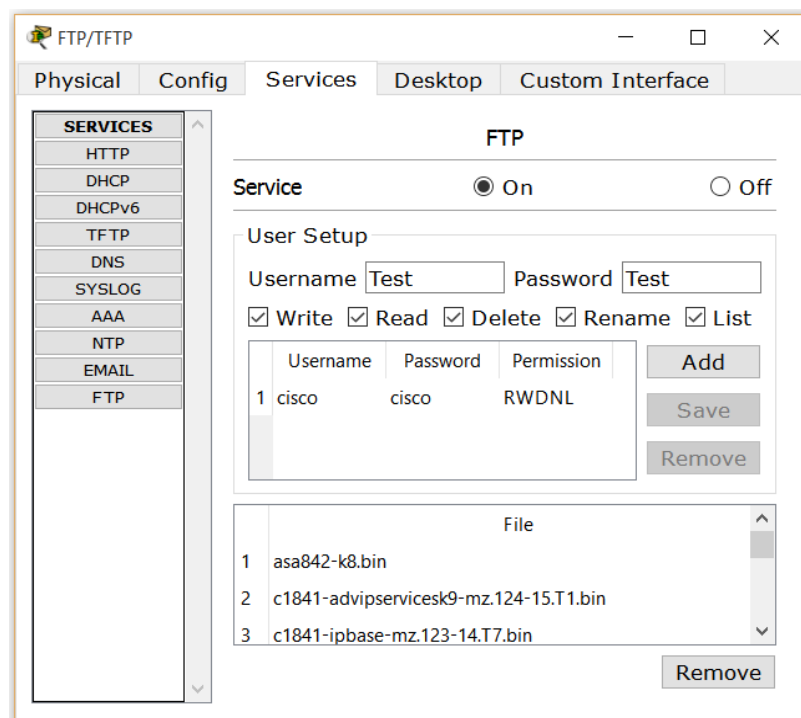 FTP/TFTP
Physical Config Services Desktop Custom Interface
SERVICES
HTTP
DHCP
DHCPv6
TFTP
DNS
SYSLOG
AAA
NTP
EMAIL
FTP
FTP
Service On Off
User Setup
Username Test Password Test
Write Read Delete Rename List
Username Password Permission
1 cisco cisco RWDNL
Add
Save
Remove
File
1 asa842-k8.bin
2 c1841-advipservicesk9-mz.124-15.T1.bin
3 c1841-ipbase-mz.123-14.T7.bin
Remove